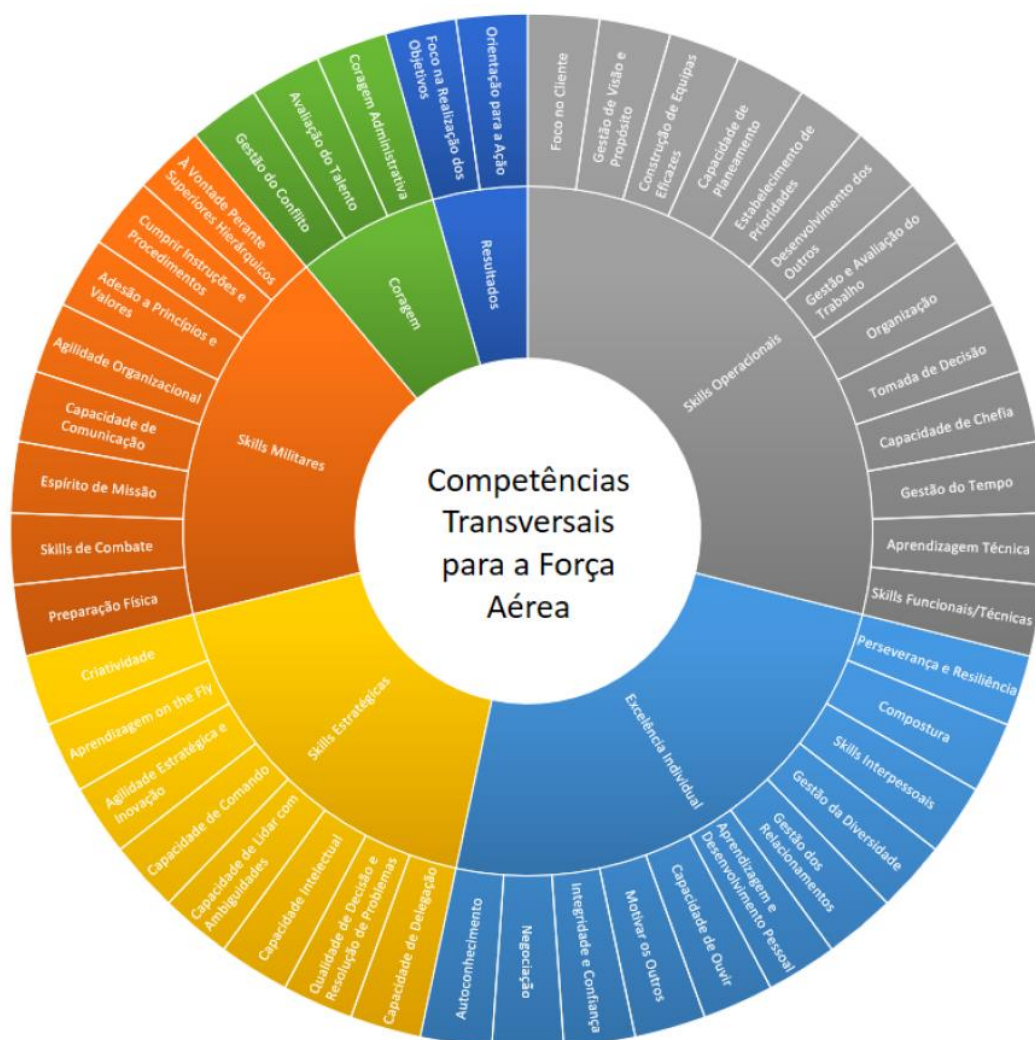 Competências
Transversais
para a Força
Aérea
Skills Operacionais
Foco no Cliente
Gestão de Visão e
Propósito
Construção de Equipas
Eficazes
Capacidade de
Planeamento
Estabelecimento de
Prioridades
Desenvolvimento dos
Outros
Gestão e Avaliação do
Trabalho
Organização
Tomada de Decisão
Capacidade de Chefia
Gestão do Tempo
Aprendizagem Técnica
Skills Funcionais/Técnicas
Excelência Individual
Perseverança e Resiliência
Compostura
Skills Interpessoais
Gestão da Diversidade
Gestão dos
Relacionamentos
Aprendizagem e
Desenvolvimento Pessoal
Capacidade de Ouvir
Motivar os Outros
Integridade e Confiança
Negociação
Autoconhecimento
Skills Estratégicas
Capacidade de Delegação
Qualidade de Decisão e
Resolução de Problemas
Capacidade Intelectual
Capacidade de Lidar com
Ambiguidades
Capacidade de Comando
Agilidade Estratégica e
Inovação
Aprendizagem on the Fly
Criatividade
Skills Militares
Preparação Física
Skills de Combate
Espírito de Missão
Capacidade de
Comunicação
Agilidade Organizacional
Adesão a Princípios e
Valores
Cumprir Instruções e
Procedimentos
À Vontade Perante
Superiores Hierárquicos
Coragem
Gestão do Conflito
Avaliação do Talento
Coragem Administrativa
Resultados
Foco na Realização dos
Objetivos
Orientação para a Ação